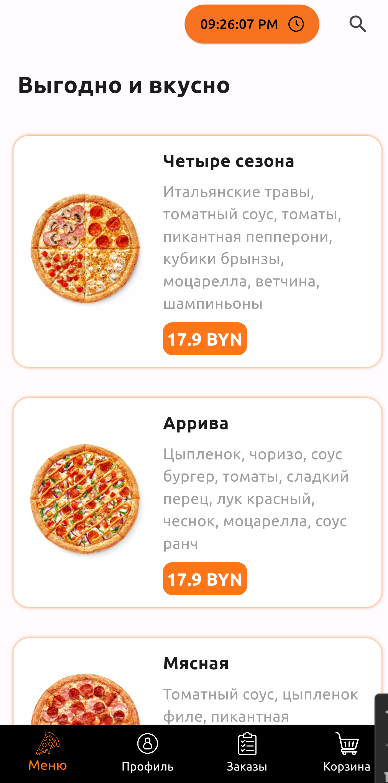 09:26:07 PM
Выгодно и вкусно
Четыре сезона
Итальянские травы,
томатный соус, томаты,
пикантная пепперони,
кубики брынзы,
моцарелла, ветчина,
шампиньоны
17.9 BYN
Аррива
Цыпленок, чоризо, соус
бургер, томаты, сладкий
перец, лук красный,
чеснок, моцарелла, соус
ранч
17.9 BYN
Мясная
Томатный соус, цыпленок
филе, пикантная
Меню
Профиль
Заказы
Корзина